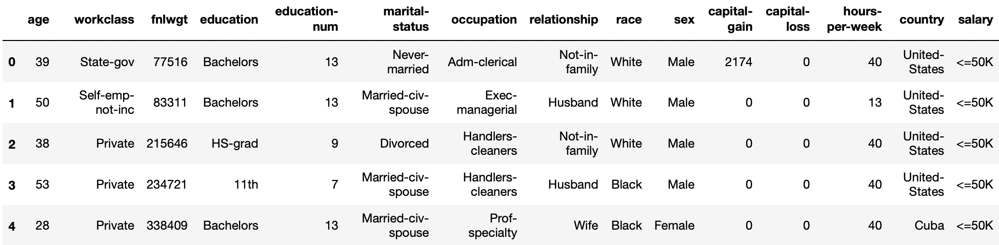 age workclass fnlwgt education education-num marital-status occupation relationship race sex capital-gain capital-loss hours-per-week country salary
0 39 State-gov 77516 Bachelors 13 Never-married Adm-clerical Not-in-family White Male 2174 0 40 United-States <=50K
1 50 Self-emp-not-inc 83311 Bachelors 13 Married-civ-spouse Exec-managerial Husband White Male 0 0 13 United-States <=50K
2 38 Private 215646 HS-grad 9 Divorced Handlers-cleaners Not-in-family White Male 0 0 40 United-States <=50K
3 53 Private 234721 11th 7 Married-civ-spouse Handlers-cleaners Husband Black Male 0 0 40 United-States <=50K
4 28 Private 338409 Bachelors 13 Married-civ-spouse Prof-specialty Wife Black Female 0 0 40 Cuba <=50K